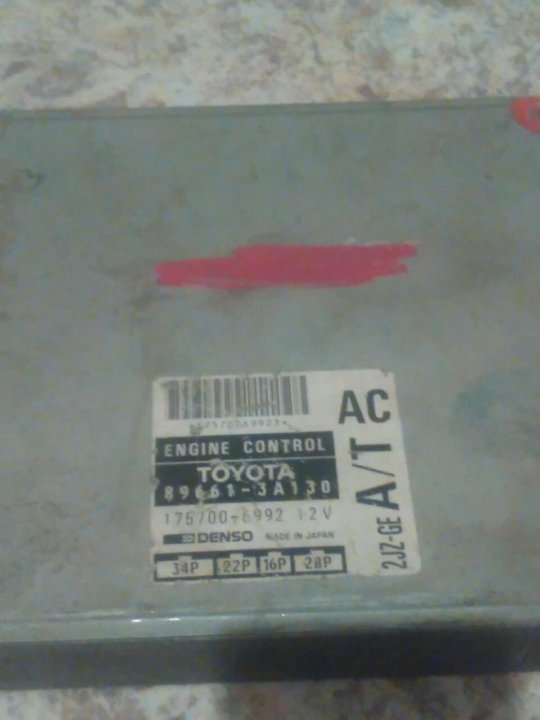 *1757006992J*
AC
ENGINE CONTROL
TOYOTA
89661-3A130
175700-6992 12V
DENSO MADE IN JAPAN
34P 22P 16P 28P
2JZ-GE A/T